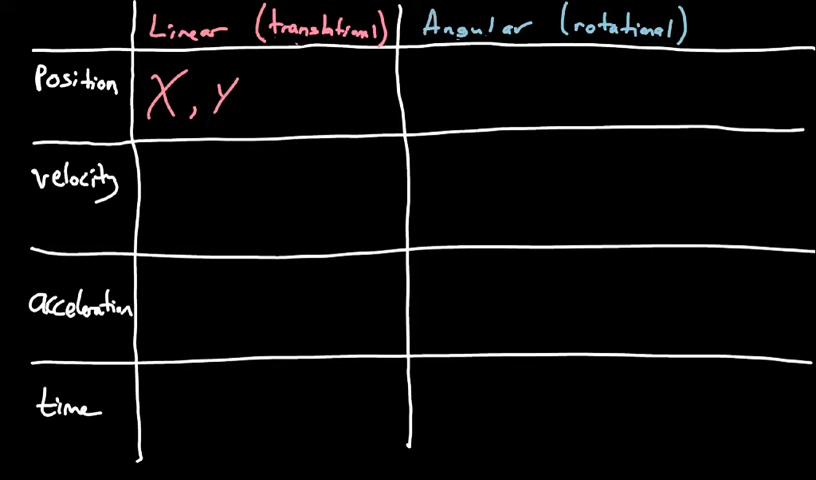 Linear (translational) Angular (rotational)
Position X, Y
velocity
acceleration
time